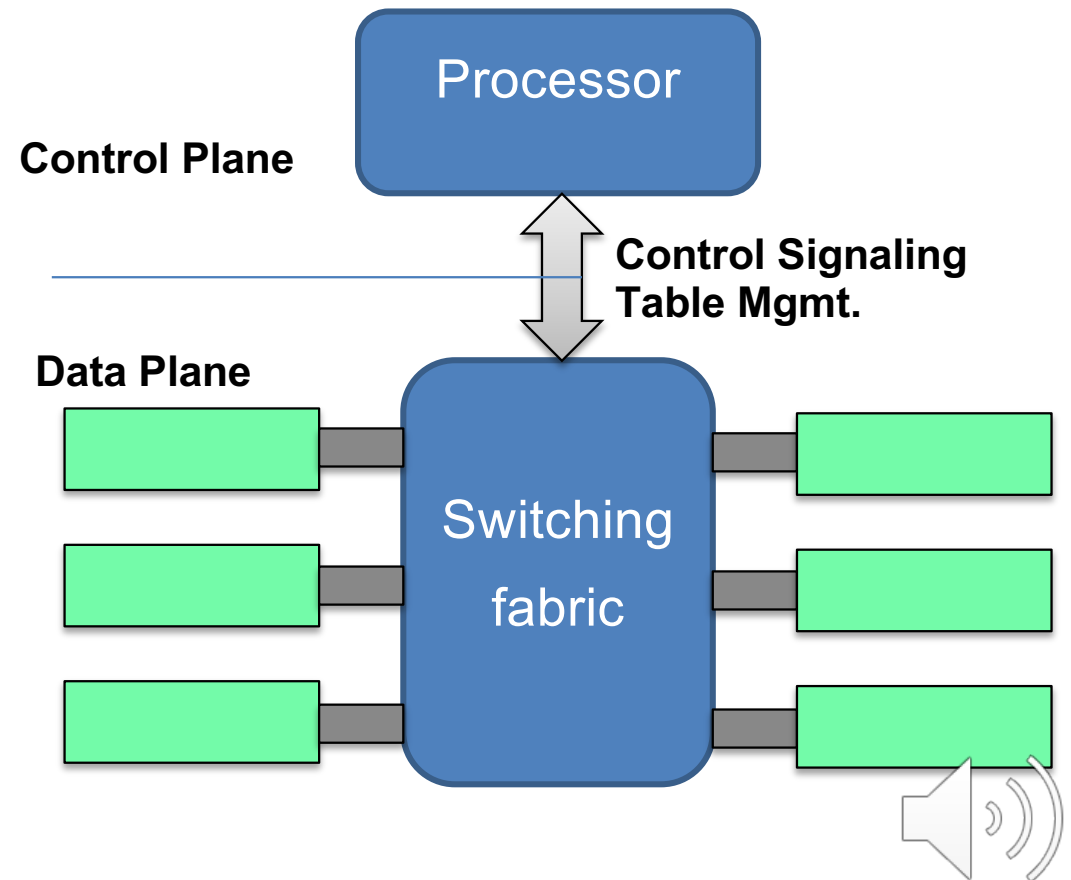 Processor
Control Plane
Control Signaling
Table Mgmt.
Data Plane
Switching
fabric